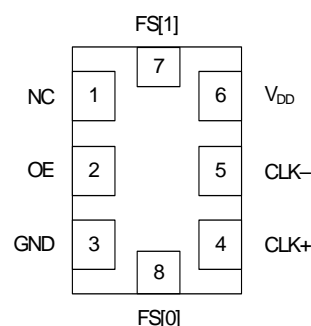 FS[1]
7
NC 1 6 VDD
OE 2 5 CLK–
GND 3 4 CLK+
8
FS[0]